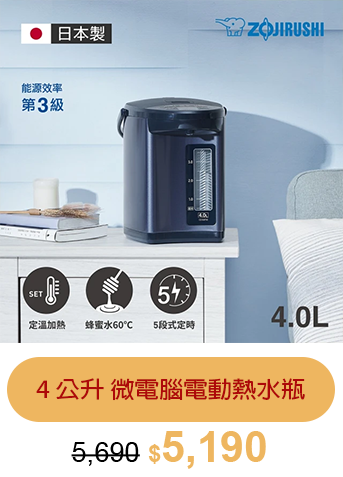 日本製
ZOJIRUSHI
能源效率
第3級
4.0L
SET
定溫加熱
蜂蜜水60℃
5
5段式定時
4.0L
4 公升 微電腦電動熱水瓶
5,690 $5,190